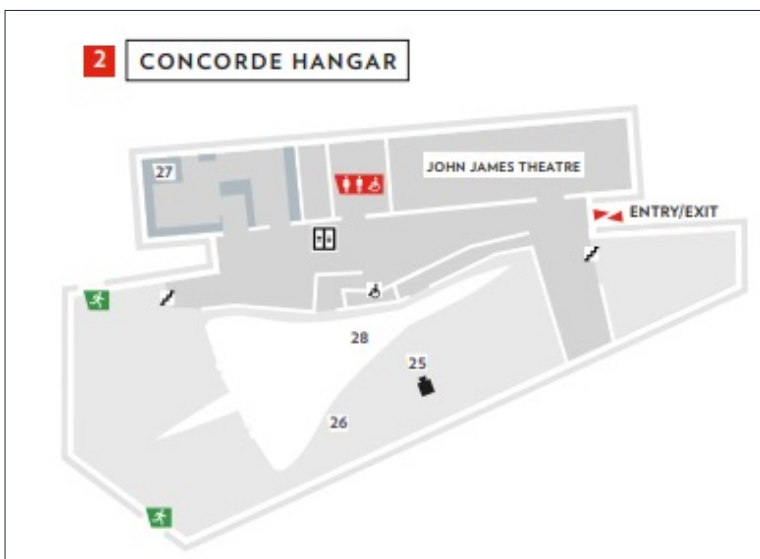 2 CONCORDE HANGAR
27
JOHN JAMES THEATRE
ENTRY/EXIT
28
25
26